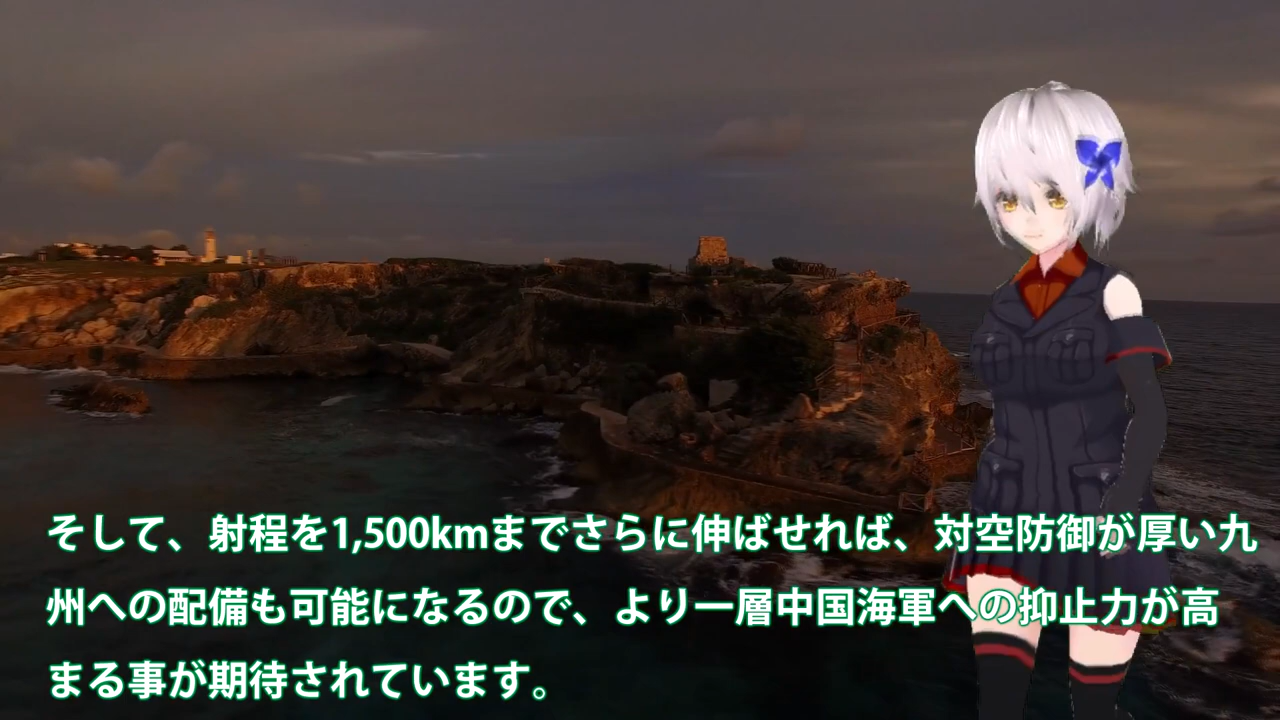 そして、射程を1,500kmまでさらに伸ばせれば、対空防御が厚い九
州への配備も可能になるので、より一層中国海軍への抑止力が高
まる事が期待されています。